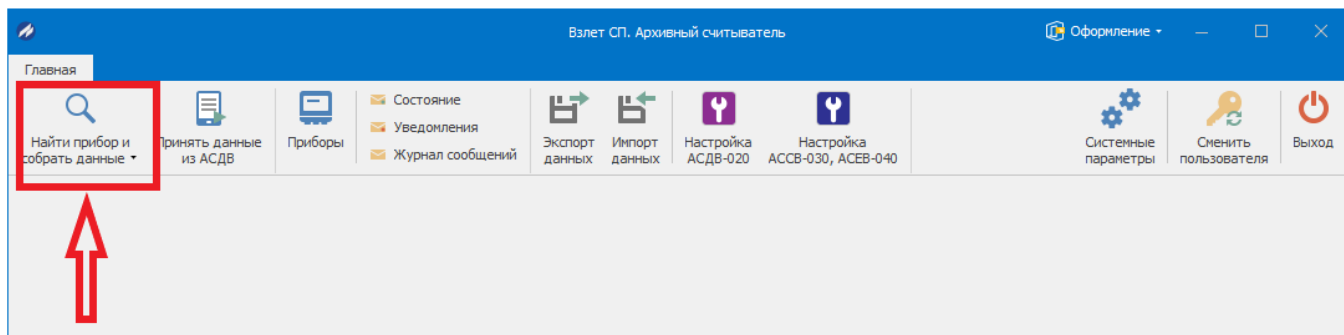 Взлет СП. Архивный считыватель
Оформление
Главная
Найти прибор и
собрать данные
Принять данные
из АСДВ
Приборы
Состояние
Уведомления
Журнал сообщений
Экспорт
данных
Импорт
данных
Настройка
АСДВ-020
Настройка
АССВ-030, АСЕВ-040
Системные
параметры
Сменить
пользователя
Выход